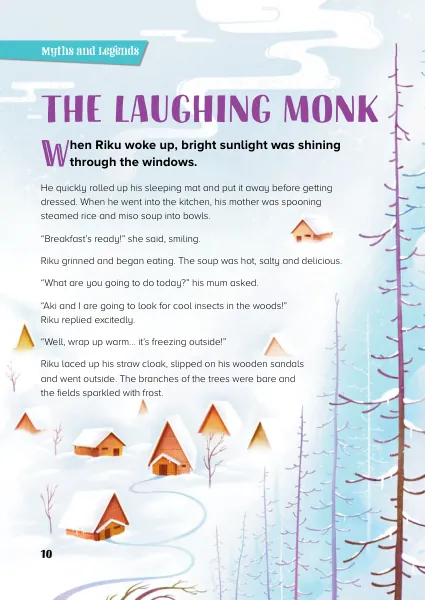 Myths and Legends
THE LAUGHING MONK
When Riku woke up, bright sunlight was shining
through the windows.
He quickly rolled up his sleeping mat and put it away before getting
dressed. When he went into the kitchen, his mother was spooning
steamed rice and miso soup into bowls.
“Breakfast’s ready!” she said, smiling.
Riku grinned and began eating. The soup was hot, salty and delicious.
“What are you going to do today?” his mum asked.
“Aki and I are going to look for cool insects in the woods!”
Riku replied excitedly.
“Well, wrap up warm... it’s freezing outside!”
Riku laced up his straw cloak, slipped on his wooden sandals
and went outside. The branches of the trees were bare and
the fields sparkled with frost.
10